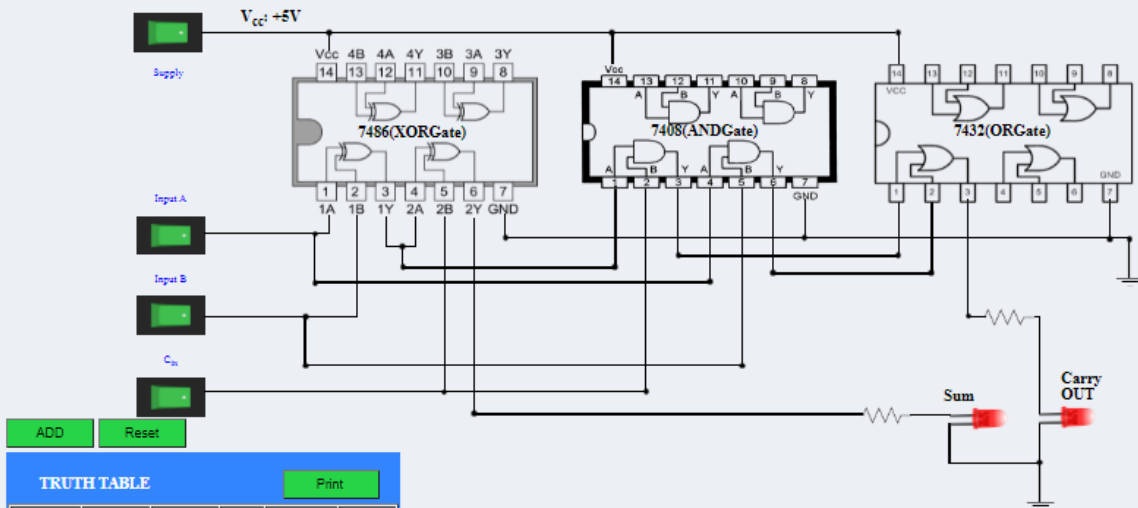 V_cc: +5V
Supply
Vcc 4B 4A 4Y 3B 3A 3Y
14 13 12 11 10 9 8
7486(XORGate)
1 2 3 4 5 6 7
1A 1B 1Y 2A 2B 2Y GND
Vcc
14 13 12 11 10 9 8
A B Y A B Y
7408(ANDGate)
A B Y A B Y
1 2 3 4 5 6 7
GND
14 13 12 11 10 9 8
VCC
7432(ORGate)
GND
1 2 3 4 5 6 7
Input A
Input B
C_in
Sum
Carry
OUT
ADD Reset
TRUTH TABLE Print